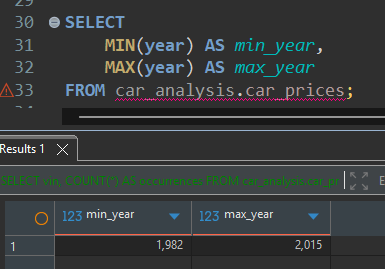 30 SELECT
31 MIN(year) AS min_year,
32 MAX(year) AS max_year
33 FROM car_analysis.car_prices;
Results 1
SELECT vin, COUNT(*) AS occurrences FROM car_analysis.car_pr
123 min_year 123 max_year
1 1,982 2,015